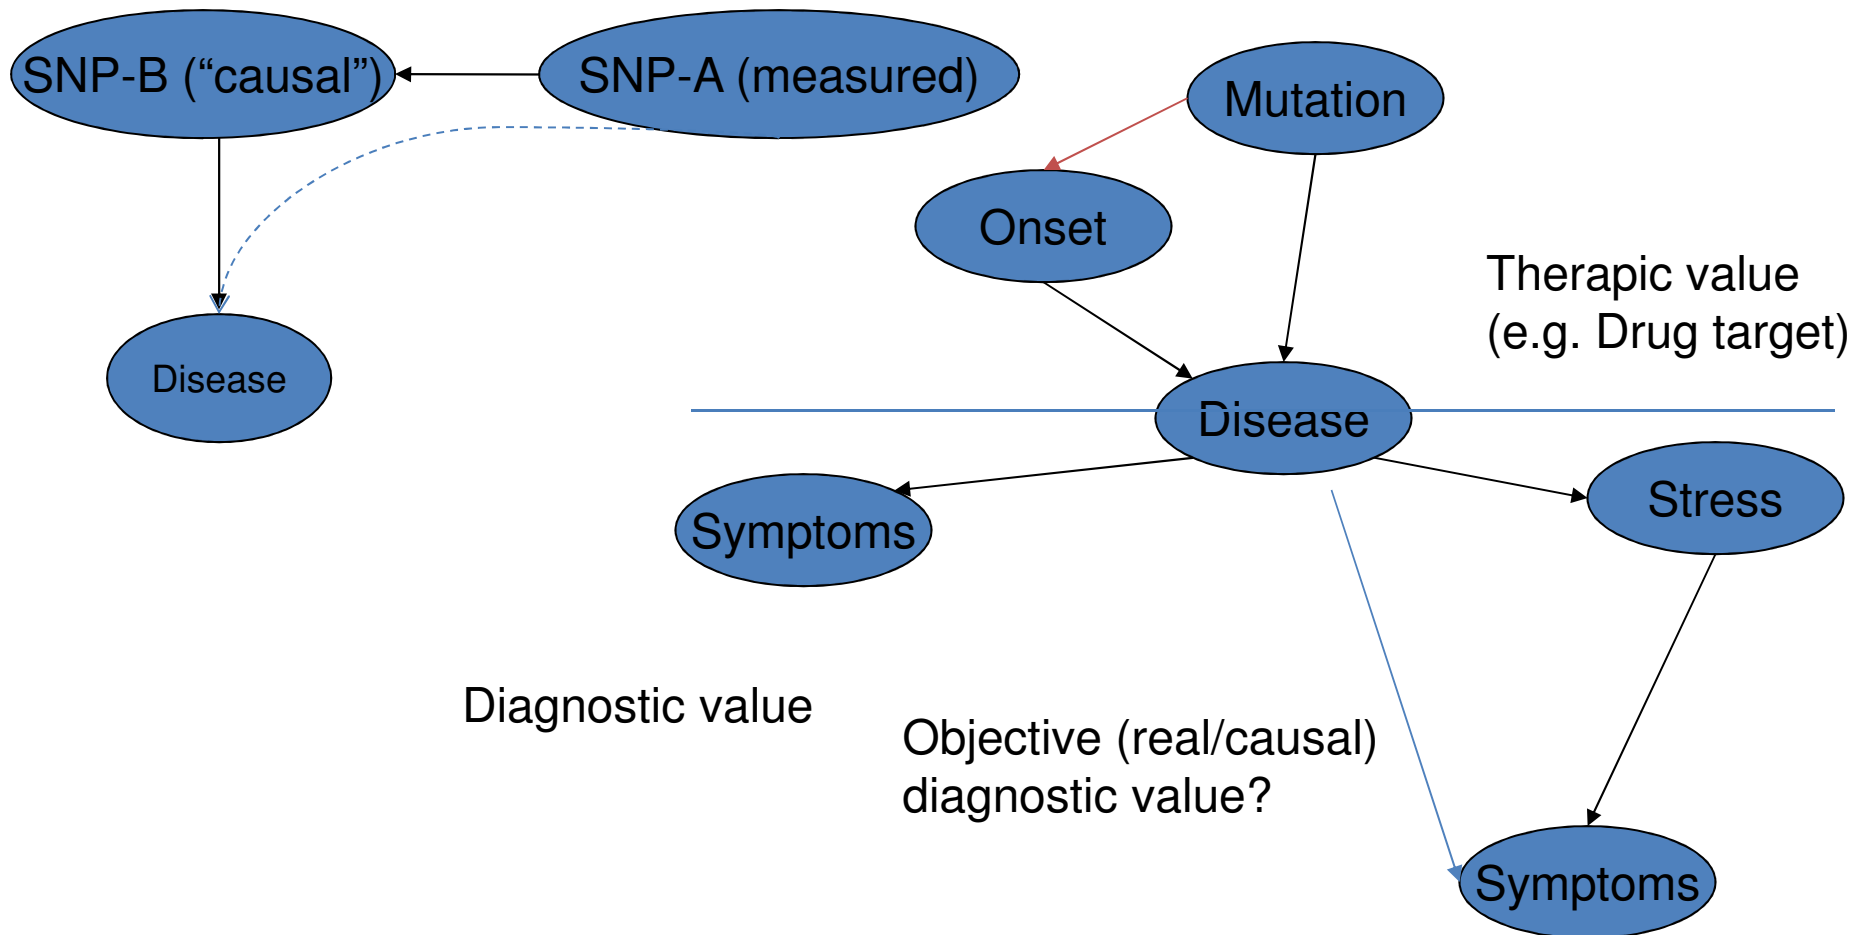 SNP-B (“causal”)
SNP-A (measured)
Mutation
Onset
Therapic value
(e.g. Drug target)
Disease
Disease
Stress
Symptoms
Diagnostic value
Objective (real/causal)
diagnostic value?
Symptoms